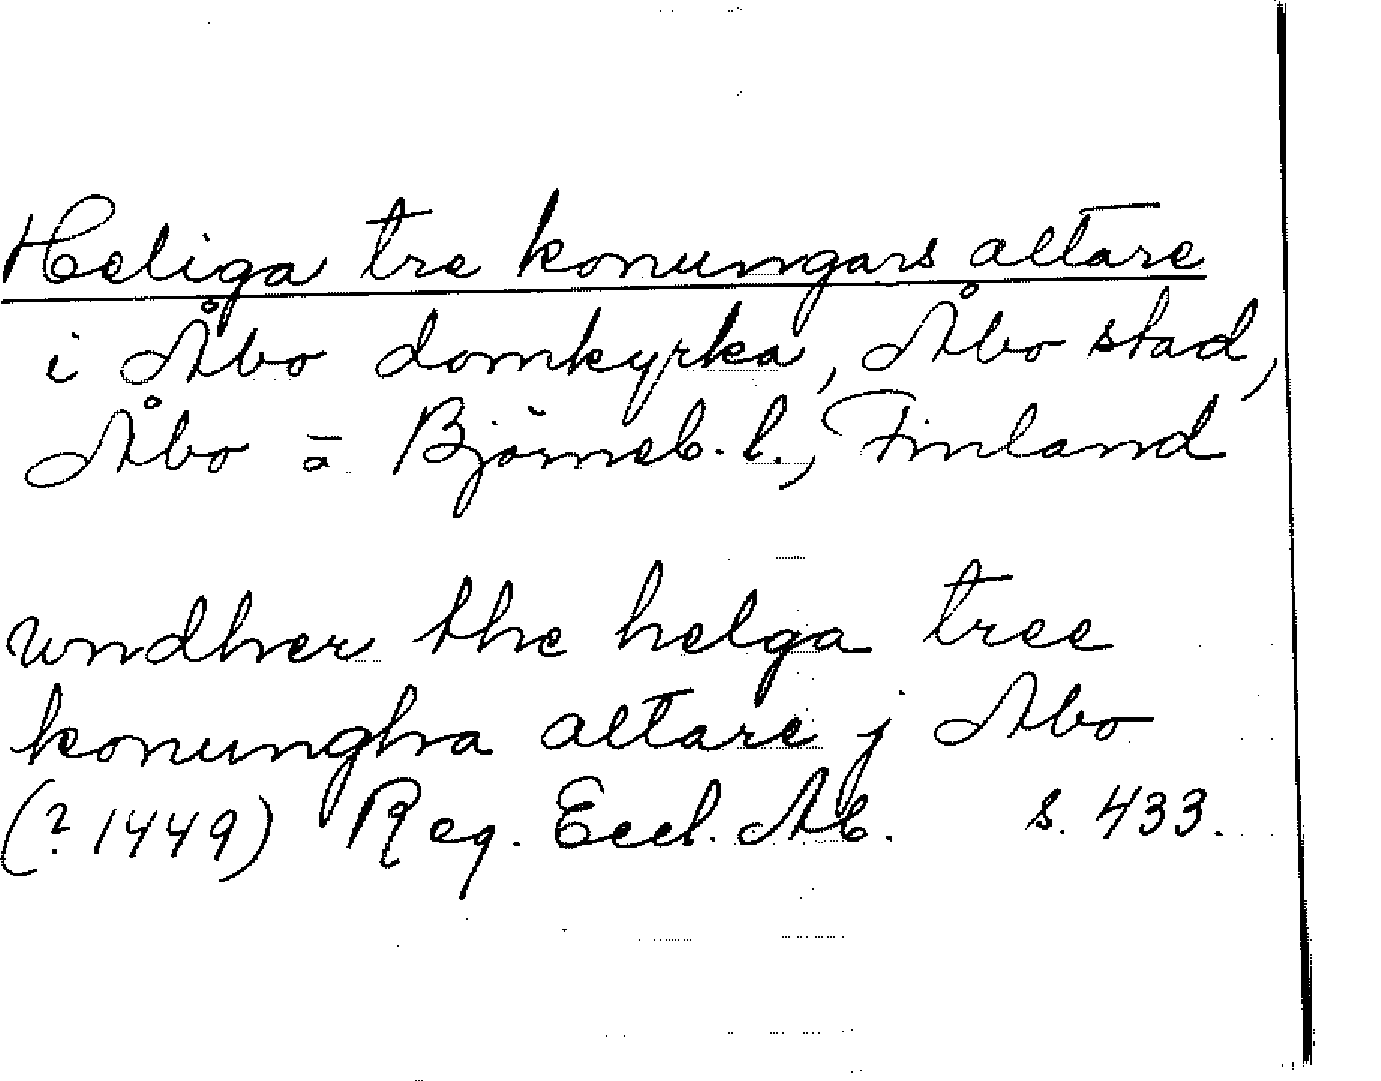 Heliga tre konungars altare
i Åbo domkyrka, Åbo stad,
Åbo = Björneb. l., Finland
undher the helga tree
konungha altare j Abo
(? 1449) Reg. Eccl. Ab. s. 433.